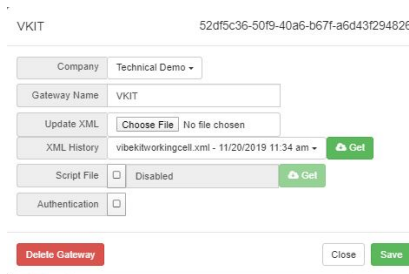 VKIT 52df5c36-50f9-40a6-b67f-a6d43f294826
Company Technical Demo
Gateway Name VKIT
Update XML Choose File No file chosen
XML History vibekitworkingcell.xml - 11/20/2019 11:34 am Get
Script File Disabled Get
Authentication
Delete Gateway Close Save